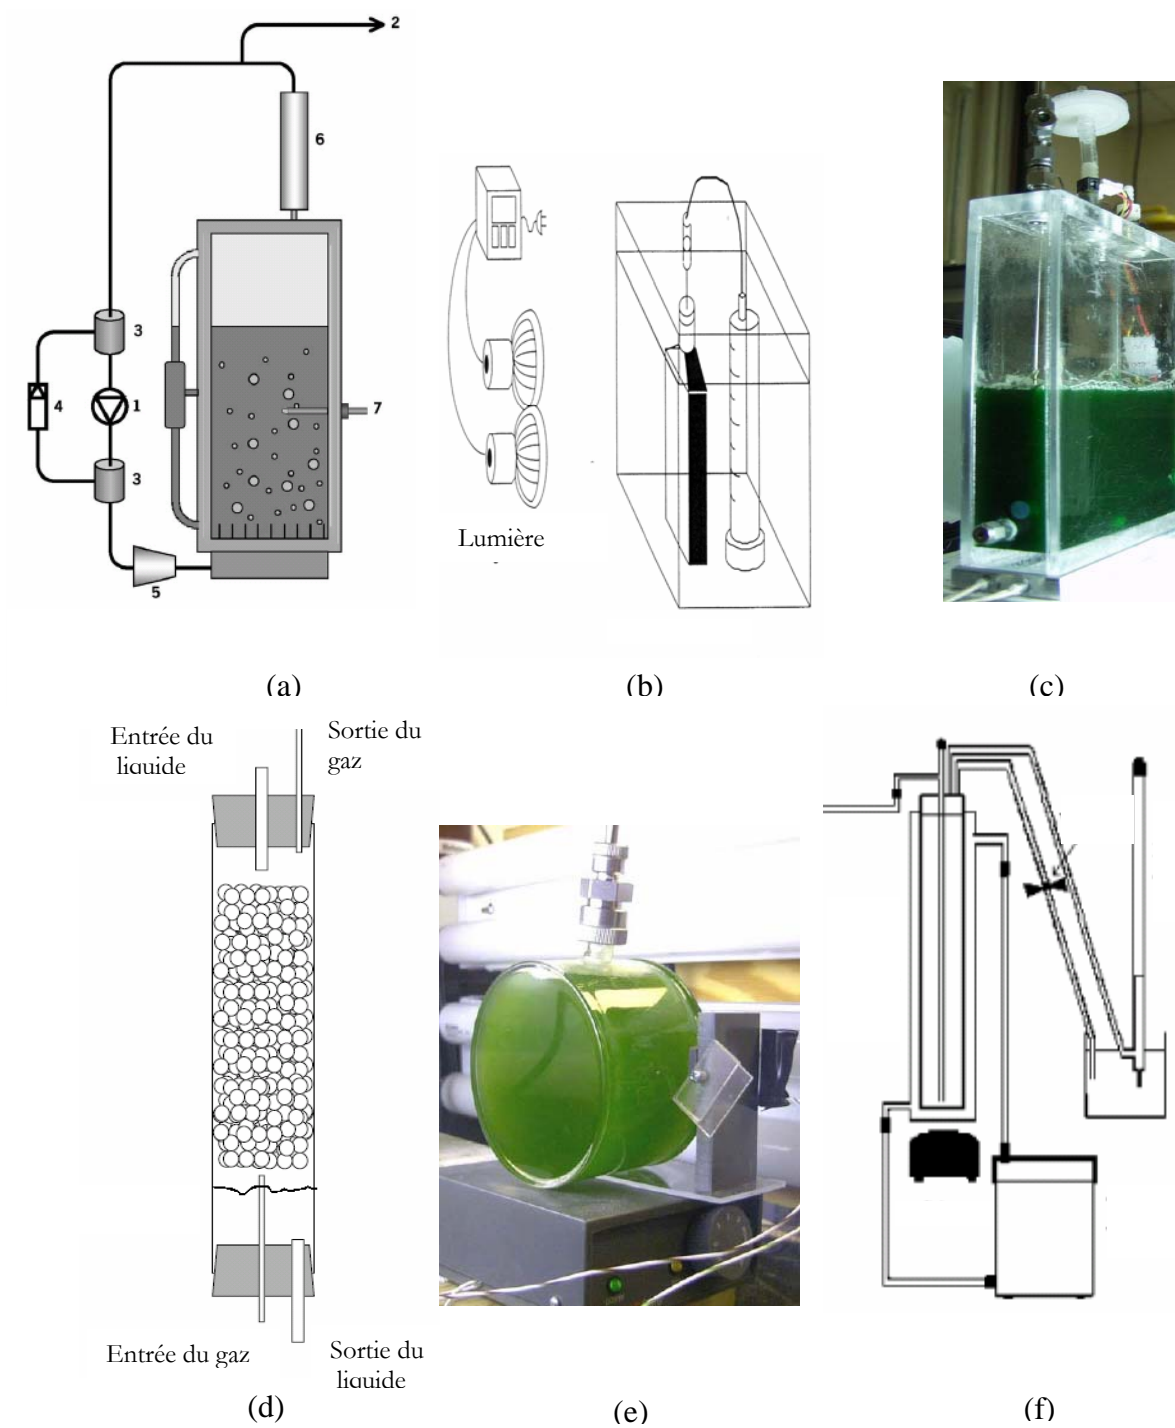 2
6
3
4
1
7
3
5
Lumière
(a)
(b)
(c)
Entrée du
liquide
Sortie du
gaz
Entrée du gaz
Sortie du
liquide
(d)
(e)
(f)